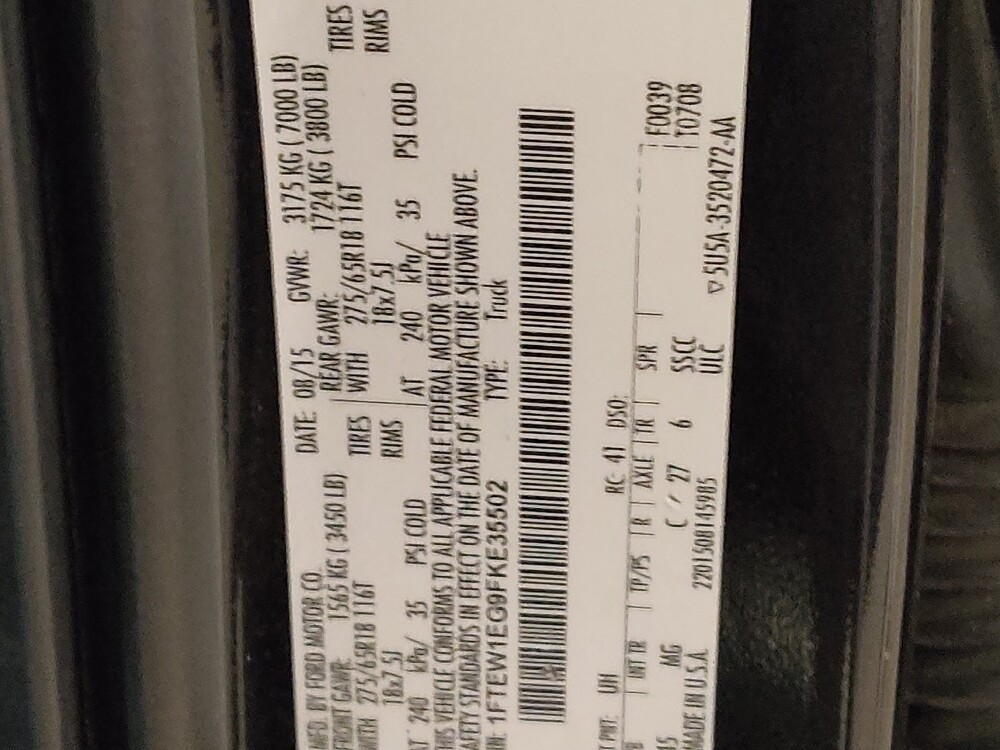 MFD. BY FORD MOTOR CO.
DATE: 08/15 GVWR: 3175 KG ( 7000 LB)
FRONT GAWR: 1565 KG ( 3450 LB)
REAR GAWR: 1724 KG ( 3800 LB)
WITH 275/65R18 116T TIRES WITH 275/65R18 116T TIRES
18x7.5J RIMS 18x7.5J RIMS
AT 240 kPa/ 35 PSI COLD AT 240 kPa/ 35 PSI COLD
THIS VEHICLE CONFORMS TO ALL APPLICABLE FEDERAL MOTOR VEHICLE
AFETY STANDARDS IN EFFECT ON THE DATE OF MANUFACTURE SHOWN ABOVE.
IN: 1FTEW1EG9FKE35502 TYPE: Truck
T PNT: UH RC: 41 DSO:
INT TR TP/PS R AXLE TR SPR F0039
MG C 27 6 SSCC T0708
MADE IN U.S.A. 2201508145985 ULC
▽5U5A-3520472-AA